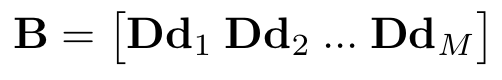 𝐁 = [𝐃𝐝₁ 𝐃𝐝₂ ... 𝐃𝐝_M]